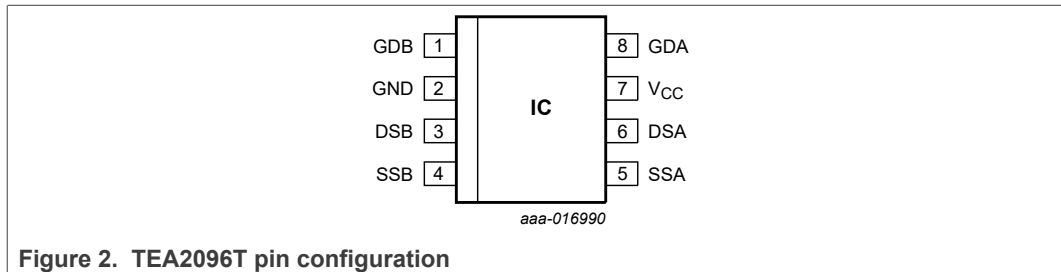 GDB 1 8 GDA
GND 2 7 VCC
IC
DSB 3 6 DSA
SSB 4 5 SSA
aaa-016990
Figure 2. TEA2096T pin configuration